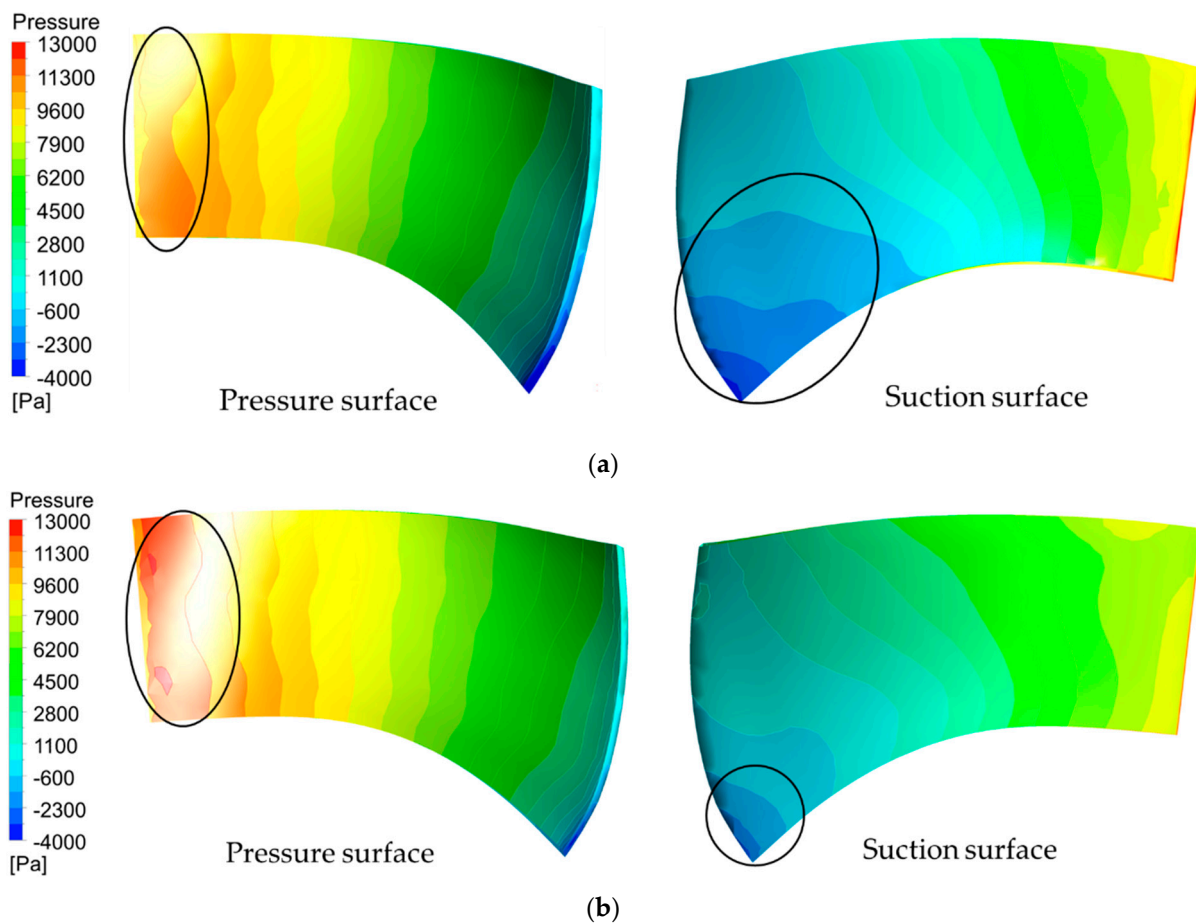 Pressure
13000
11300
9600
7900
6200
4500
2800
1100
-600
-2300
-4000
[Pa]
Pressure surface
Suction surface
(a)
Pressure
13000
11300
9600
7900
6200
4500
2800
1100
-600
-2300
-4000
[Pa]
Pressure surface
Suction surface
(b)